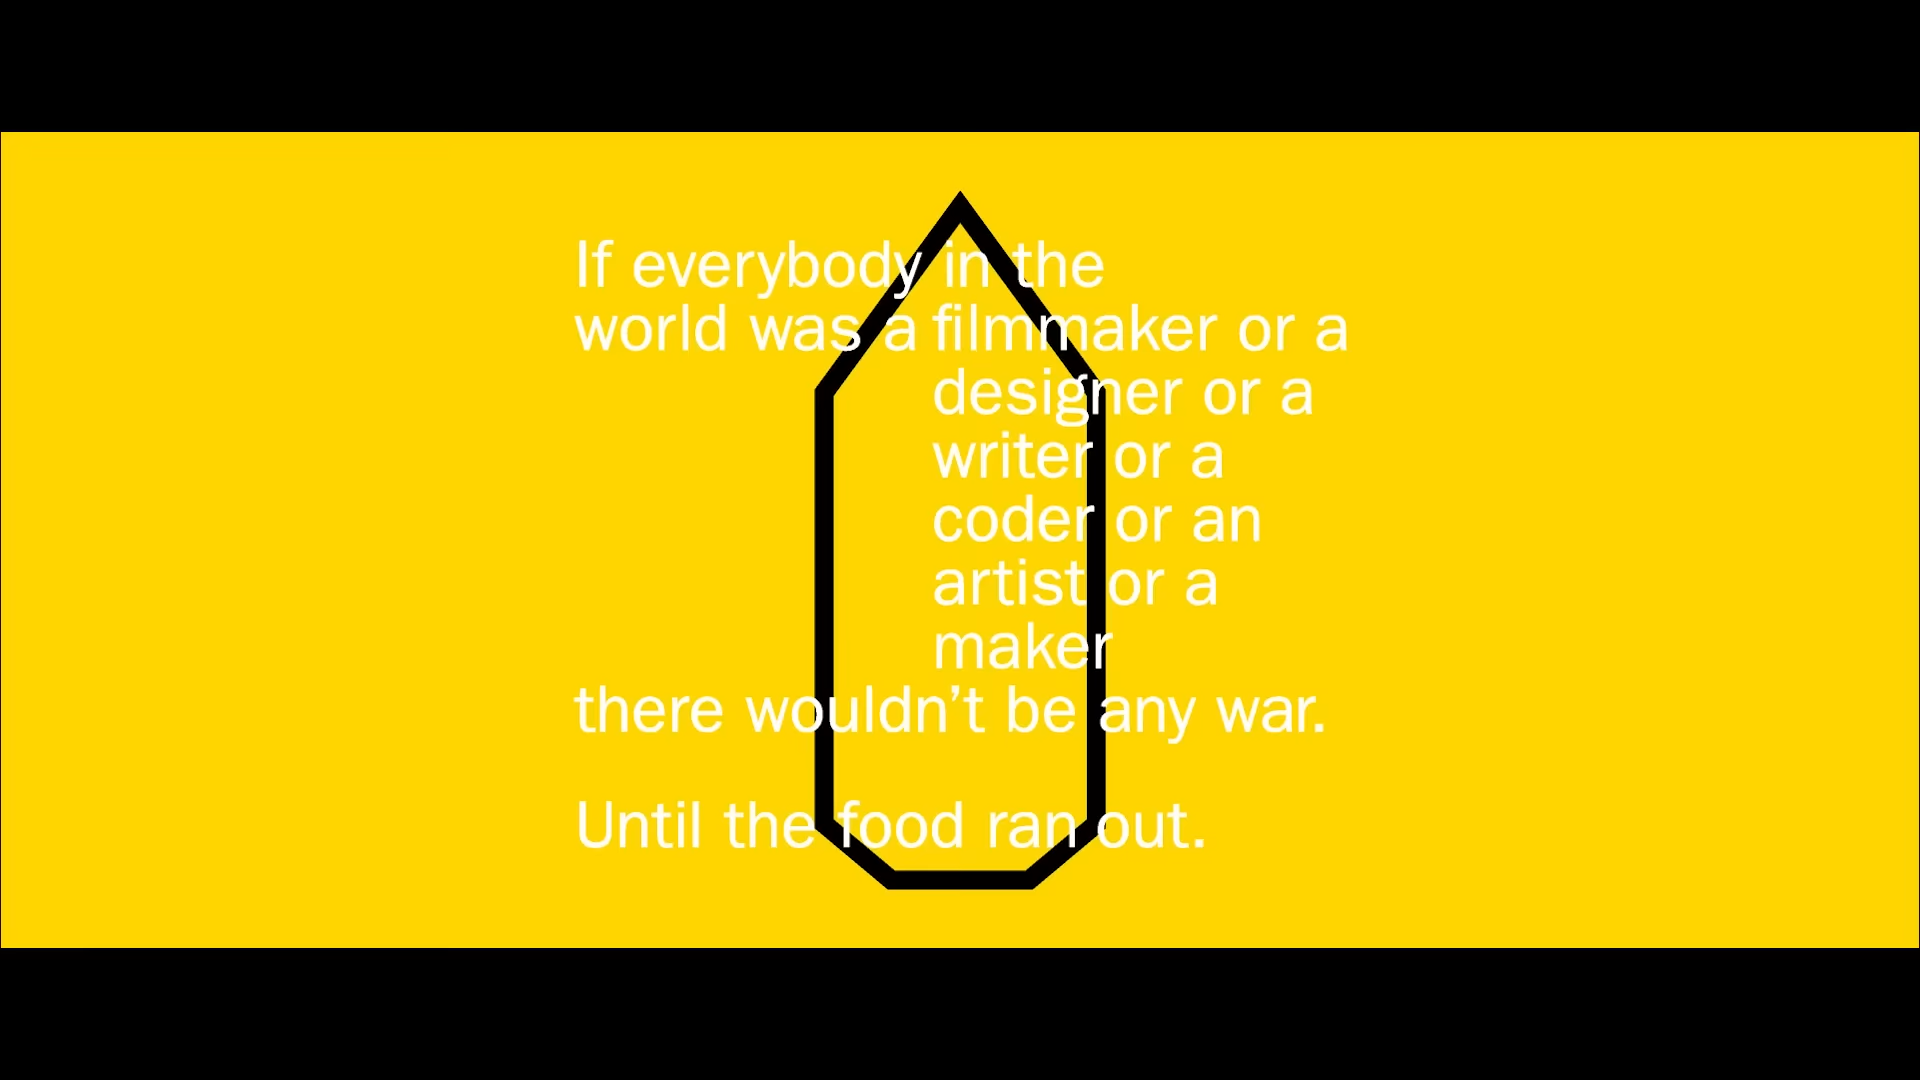 If everybody in the
world was a filmmaker or a
designer or a
writer or a
coder or an
artist or a
maker
there wouldn’t be any war.
Until the food ran out.